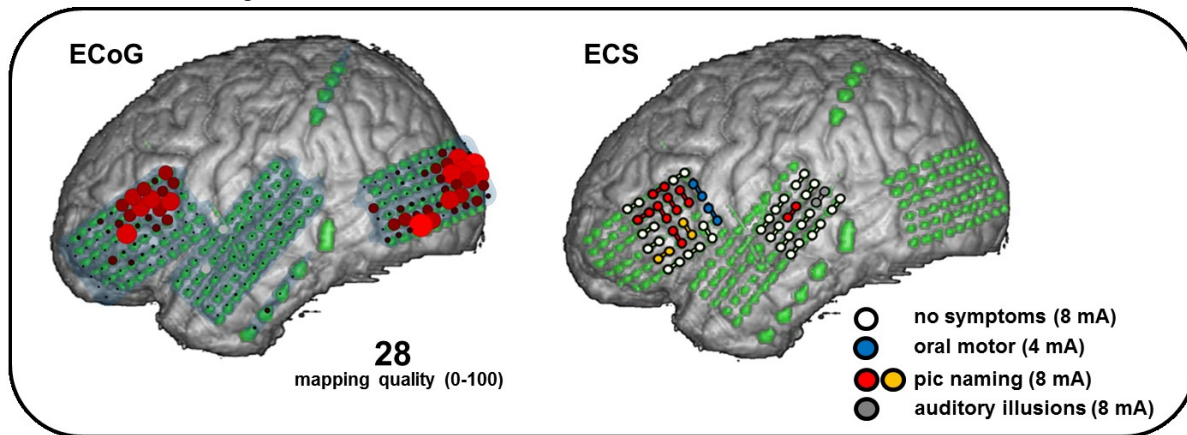 ECoG
ECS
28
mapping quality (0-100)
no symptoms (8 mA)
oral motor (4 mA)
pic naming (8 mA)
auditory illusions (8 mA)